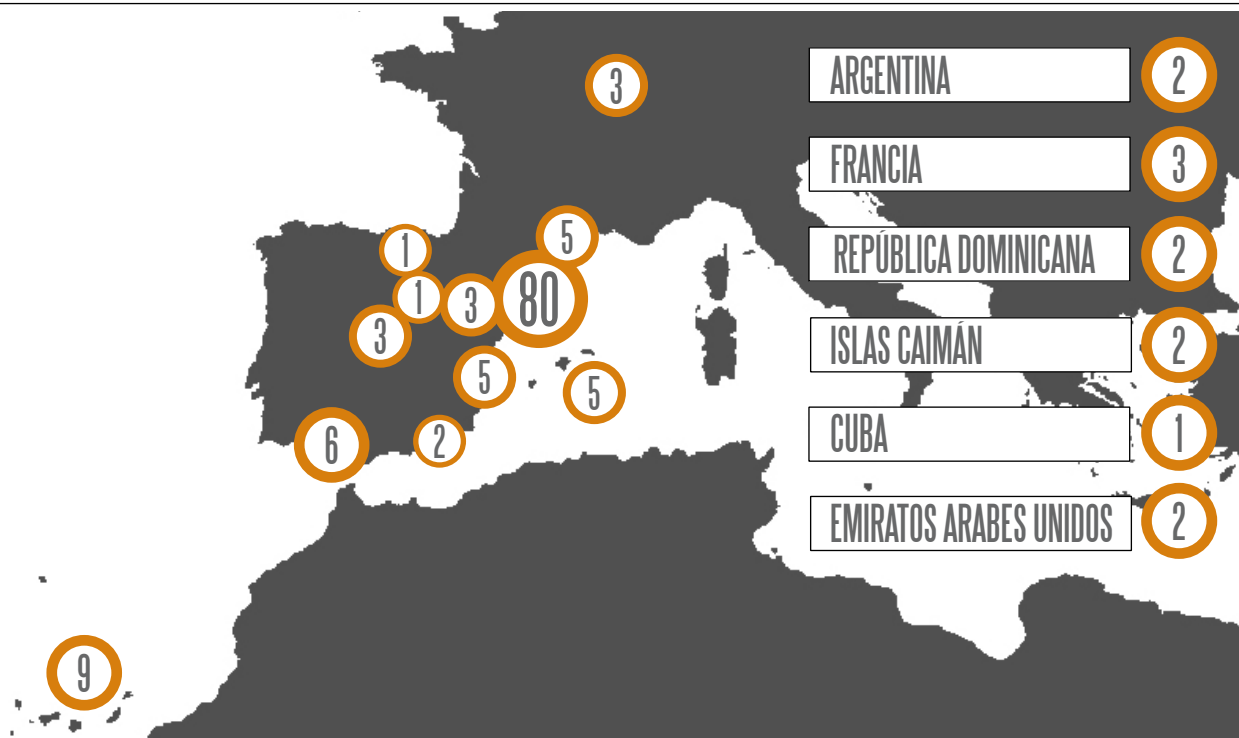 3
5
1
80
1
3
3
5
5
6
2
9
ARGENTINA 2
FRANCIA 3
REPÚBLICA DOMINICANA 2
ISLAS CAIMÁN 2
CUBA 1
EMIRATOS ARABES UNIDOS 2